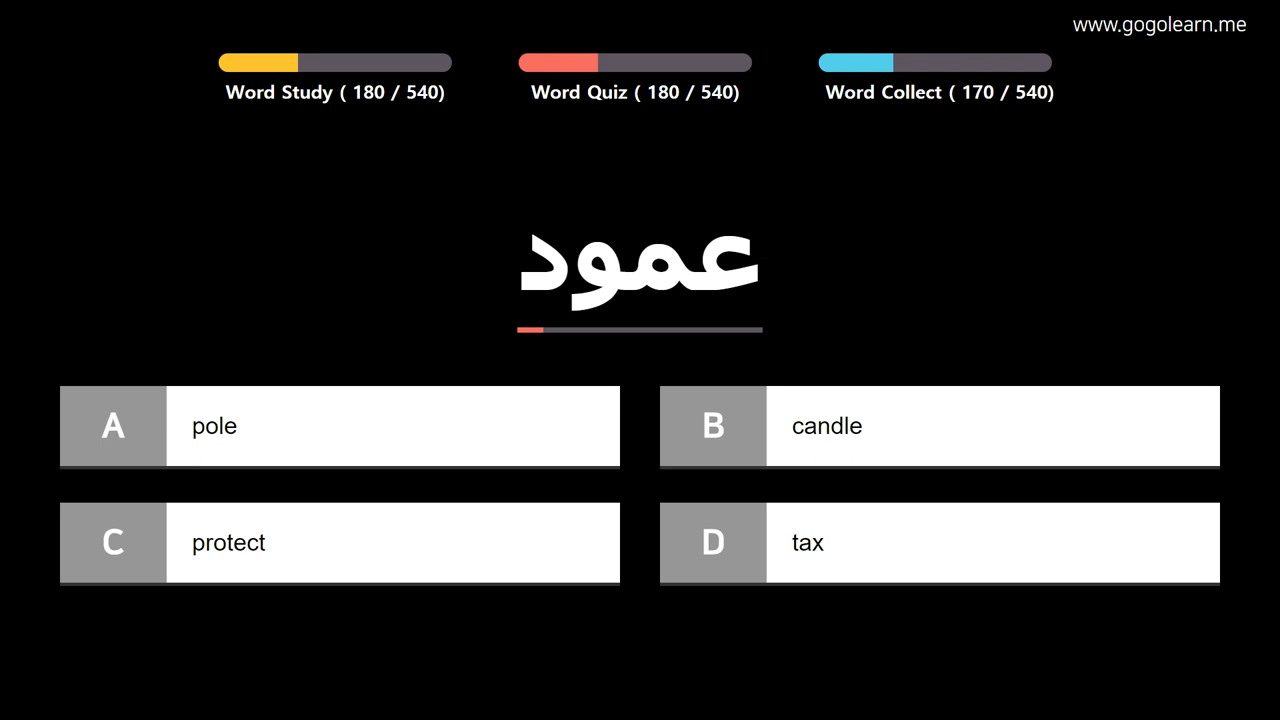 www.gogolearn.me
Word Study ( 180 / 540)
Word Quiz ( 180 / 540)
Word Collect ( 170 / 540)
عمود
A pole
B candle
C protect
D tax